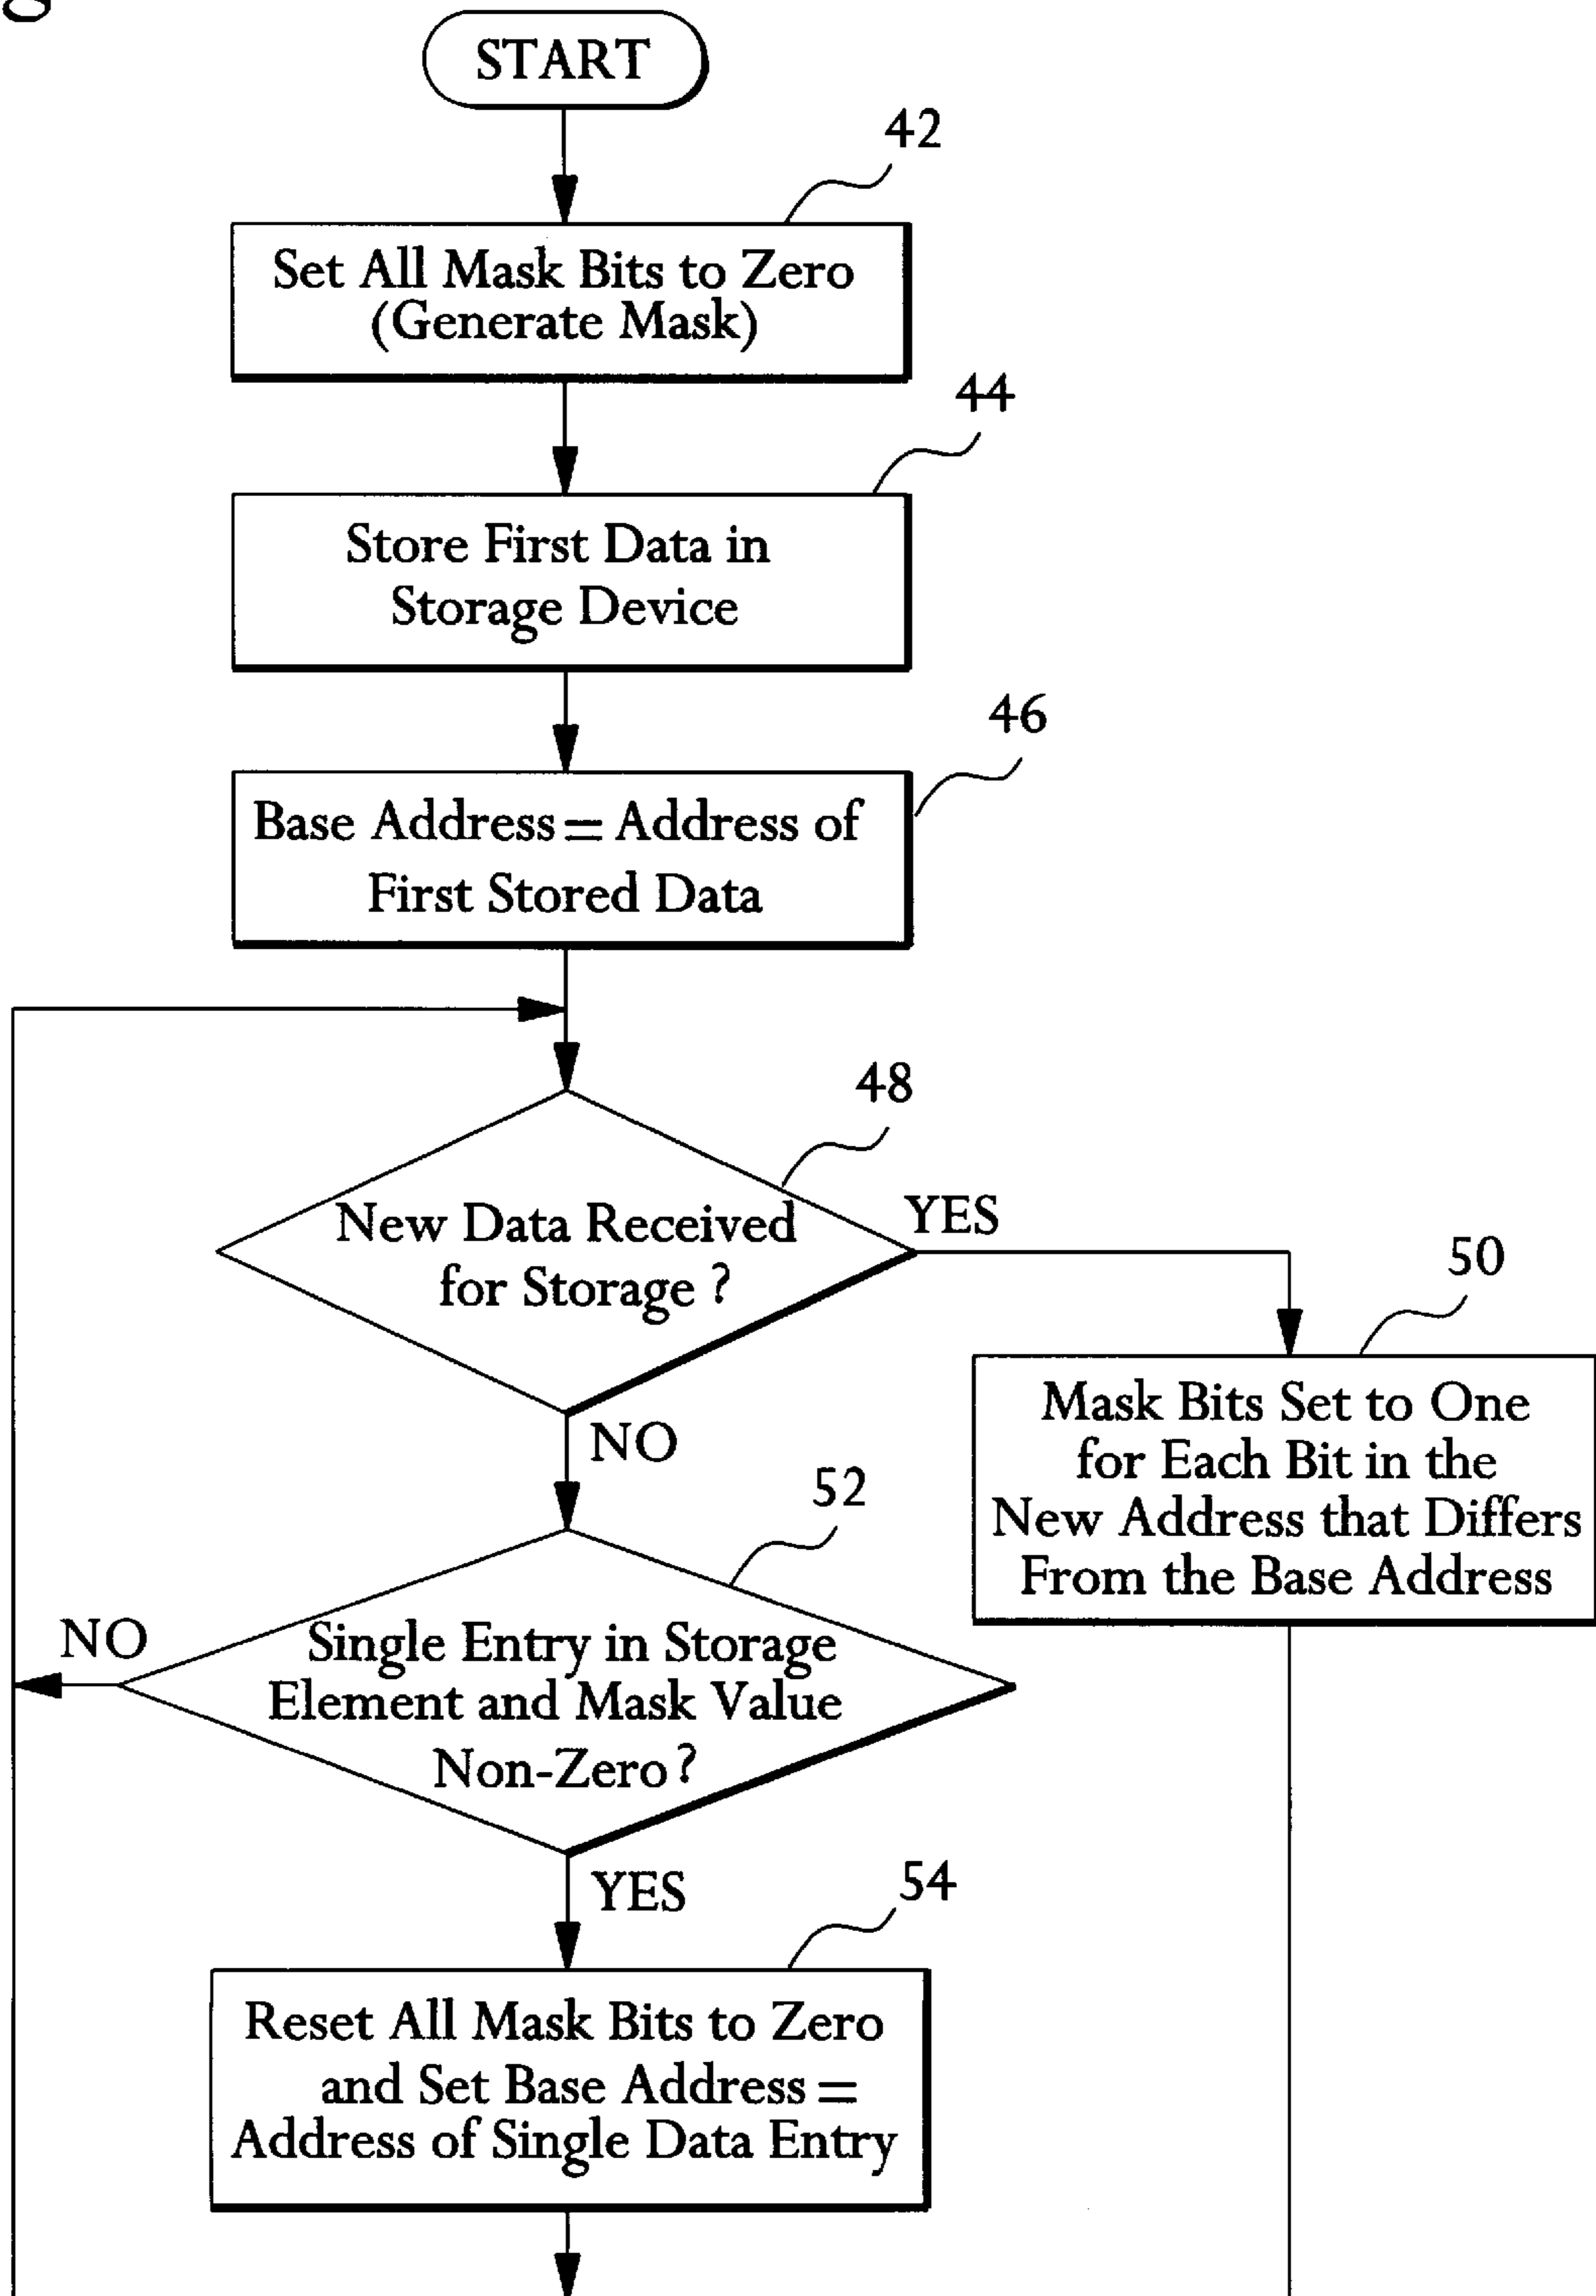 START
42
Set All Mask Bits to Zero
(Generate Mask)
44
Store First Data in
Storage Device
46
Base Address = Address of
First Stored Data
48
New Data Received
for Storage ?
YES
NO
50
Mask Bits Set to One
for Each Bit in the
New Address that Differs
From the Base Address
52
Single Entry in Storage
Element and Mask Value
Non-Zero ?
NO
YES
54
Reset All Mask Bits to Zero
and Set Base Address =
Address of Single Data Entry